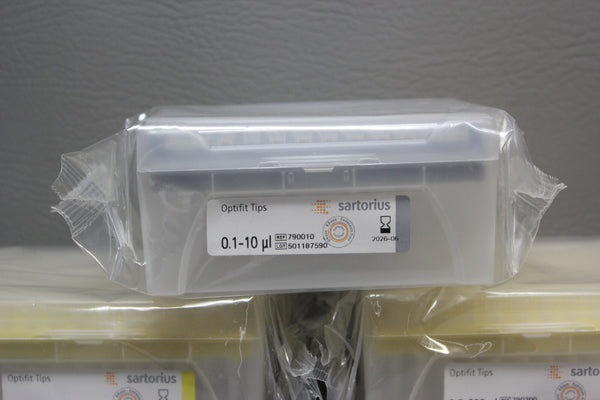 Optifit Tips
sartorius
0.1-10 µl
REF 790010
LOT 501187590
2026-06
Optifit Tips
sartorius
Optifit Tips
sartorius